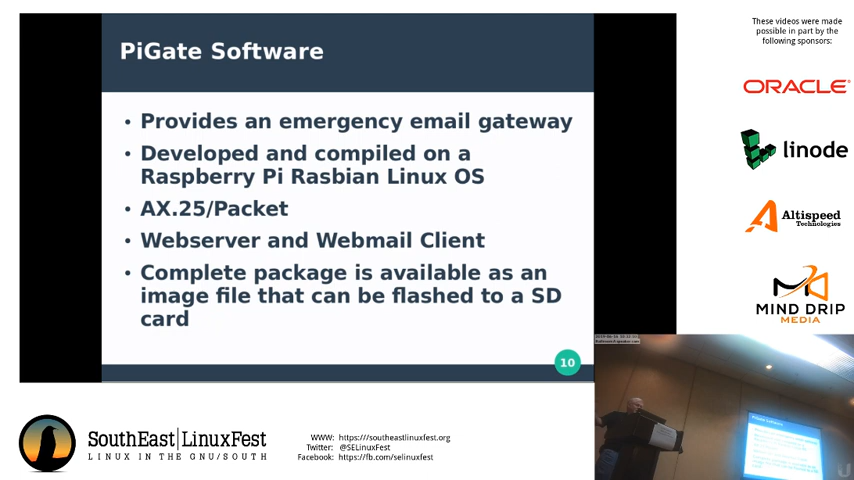 PiGate Software
• Provides an emergency email gateway
• Developed and compiled on a
Raspberry Pi Rasbian Linux OS
• AX.25/Packet
• Webserver and Webmail Client
• Complete package is available as an
image file that can be flashed to a SD
card
10
These videos were made
possible in part by the
following sponsors:
ORACLE
linode
Altispeed
Technologies
MIND DRIP
MEDIA
SouthEast|LinuxFest
LINUX IN THE GNU/SOUTH
WWW: https:///southeastlinuxfest.org
Twitter: @SELinuxFest
Facebook: https://fb.com/selinuxfest
PiGate Software